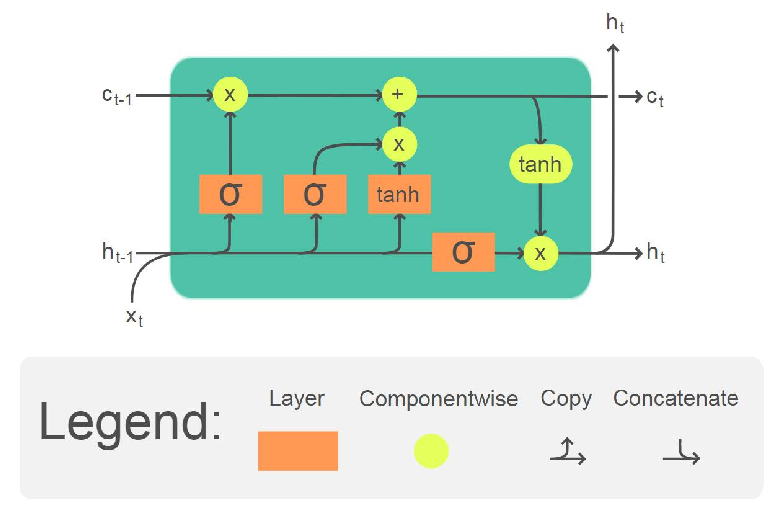 h_t
c_{t-1}
x
+
c_t
x
tanh
σ
σ
tanh
h_{t-1}
σ
x
h_t
x_t
Legend:
Layer
Componentwise
Copy
Concatenate